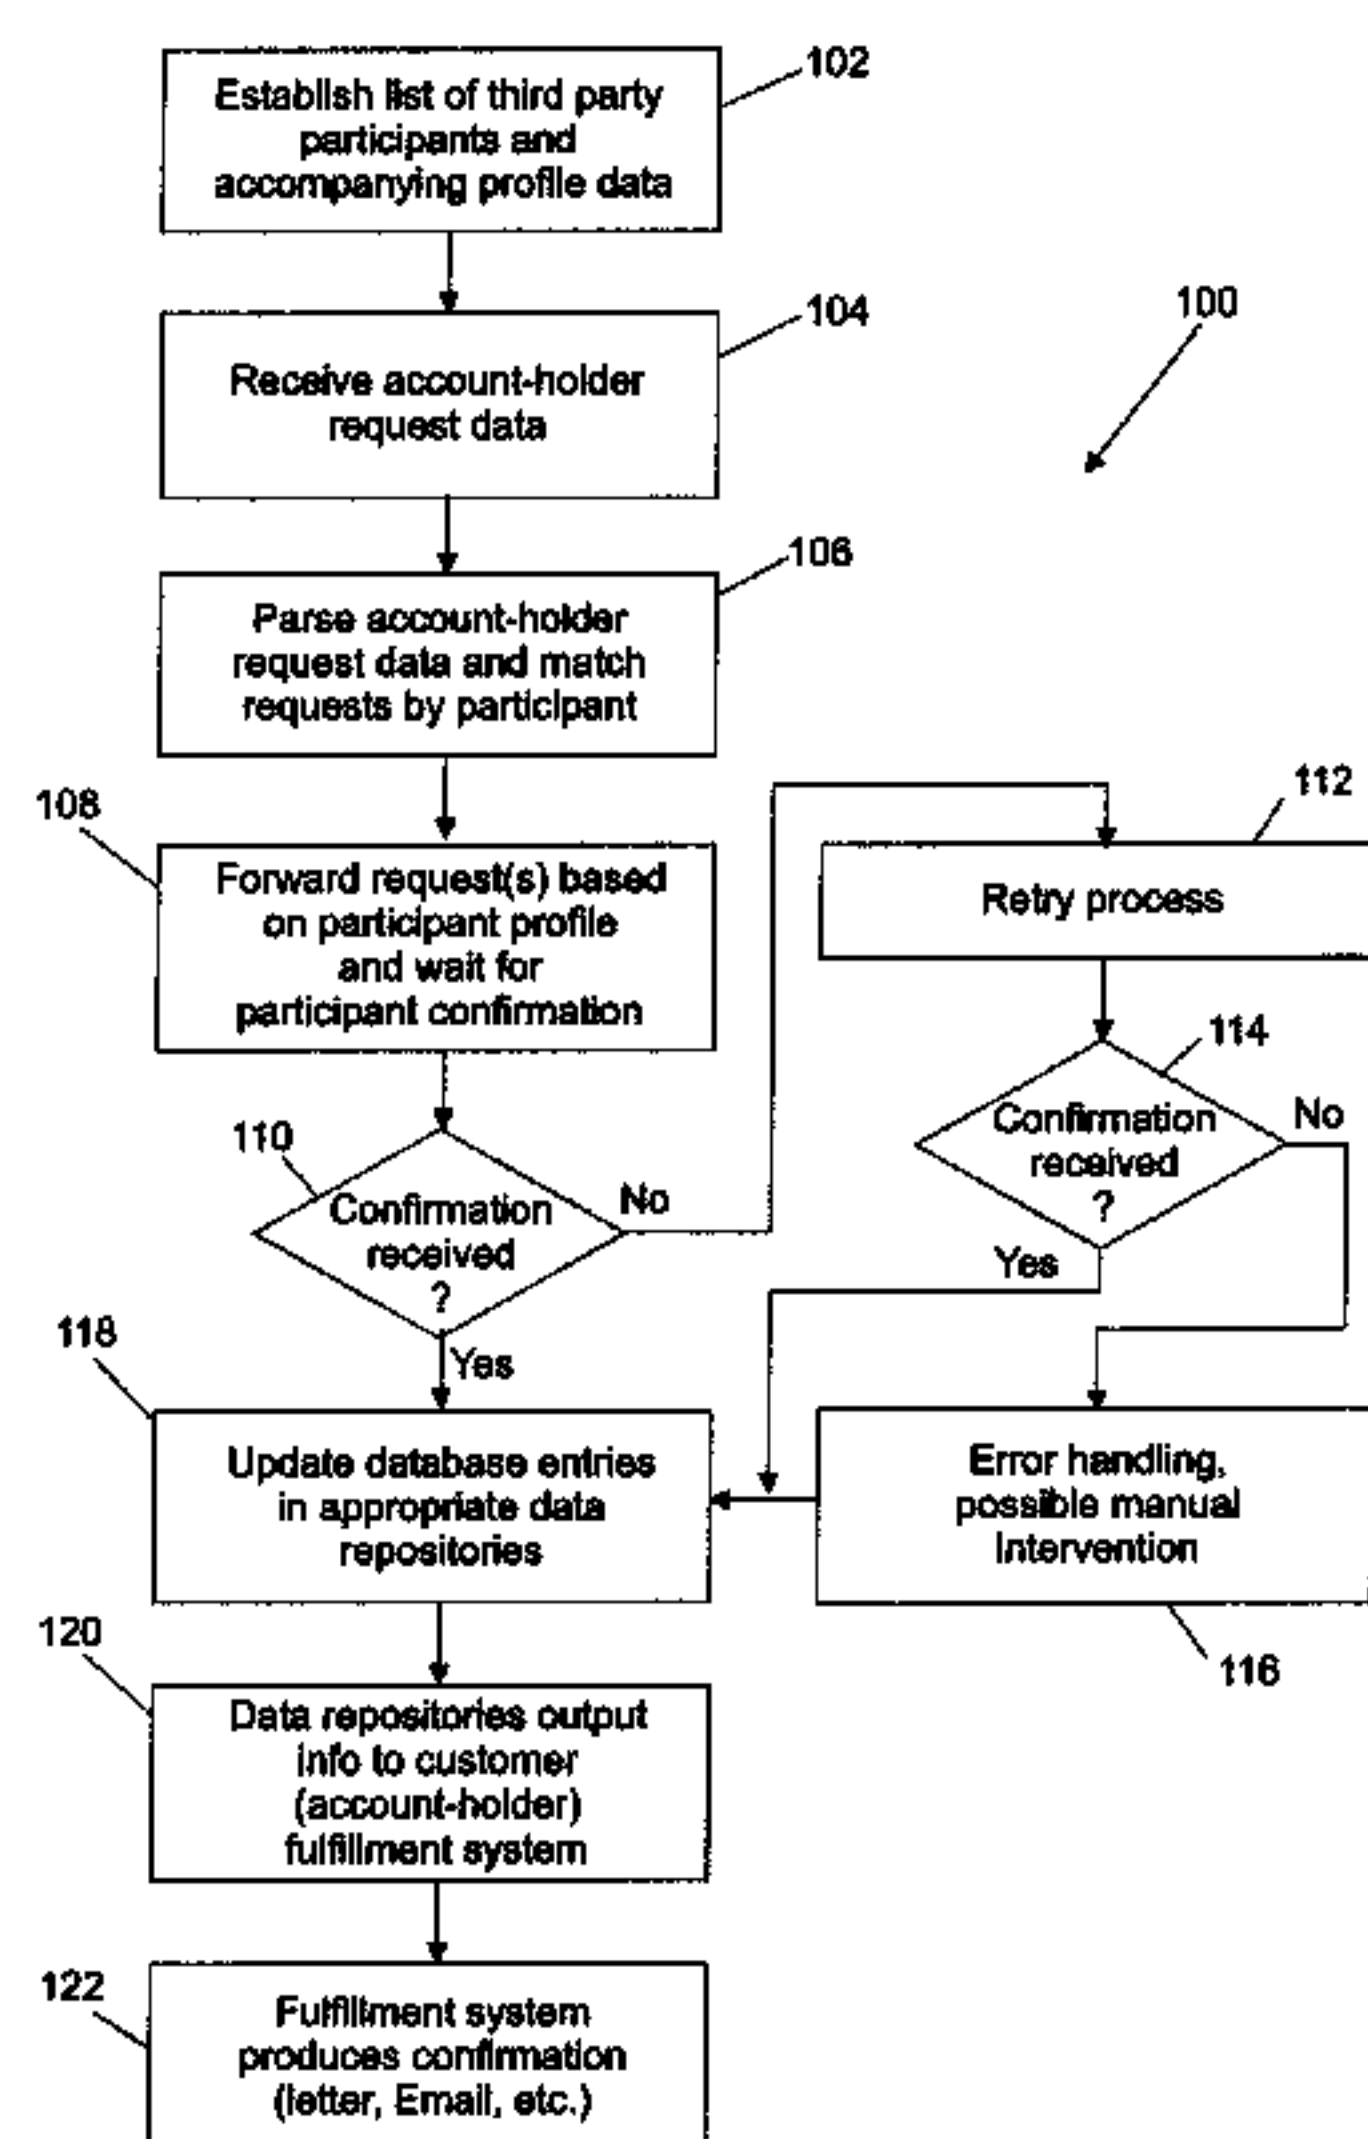 102
Establish list of third party
participants and
accompanying profile data
104
100
Receive account-holder
request data
106
Parse account-holder
request data and match
requests by participant
112
108
Forward request(s) based
on participant profile
and wait for
participant confirmation
Retry process
114
Confirmation
received
?
No
Yes
110
Confirmation
received
?
No
Yes
118
Update database entries
in appropriate data
repositories
Error handling,
possible manual
Intervention
116
120
Data repositories output
info to customer
(account-holder)
fulfillment system
122
Fulfillment system
produces confirmation
(letter, Email, etc.)